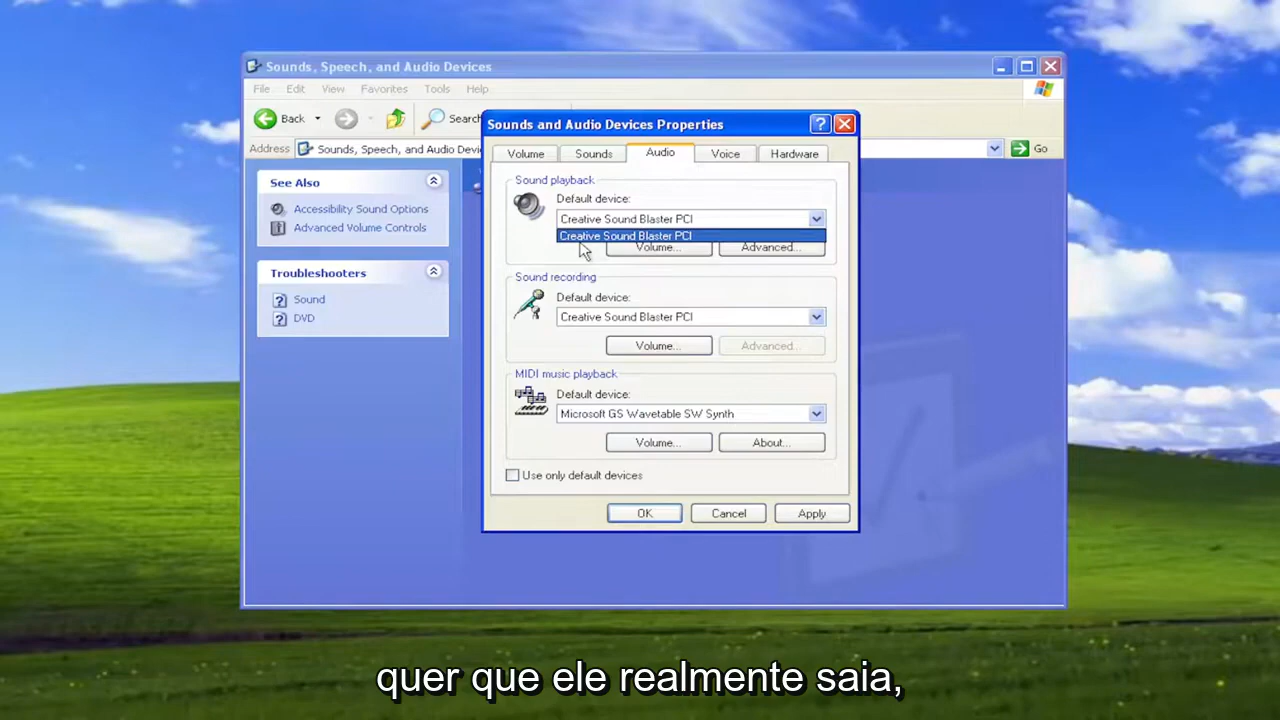 Sounds, Speech, and Audio Devices
File Edit View Favorites Tools Help
Back Search
Address Sounds, Speech, and Audio Devi Go
See Also
Accessibility Sound Options
Advanced Volume Controls
Troubleshooters
Sound
DVD
Sounds and Audio Devices Properties
Volume Sounds Audio Voice Hardware
Sound playback
Default device:
Creative Sound Blaster PCI
Creative Sound Blaster PCI
Volume... Advanced...
Sound recording
Default device:
Creative Sound Blaster PCI
Volume... Advanced...
MIDI music playback
Default device:
Microsoft GS Wavetable SW Synth
Volume... About...
Use only default devices
OK Cancel Apply
quer que ele realmente saia,